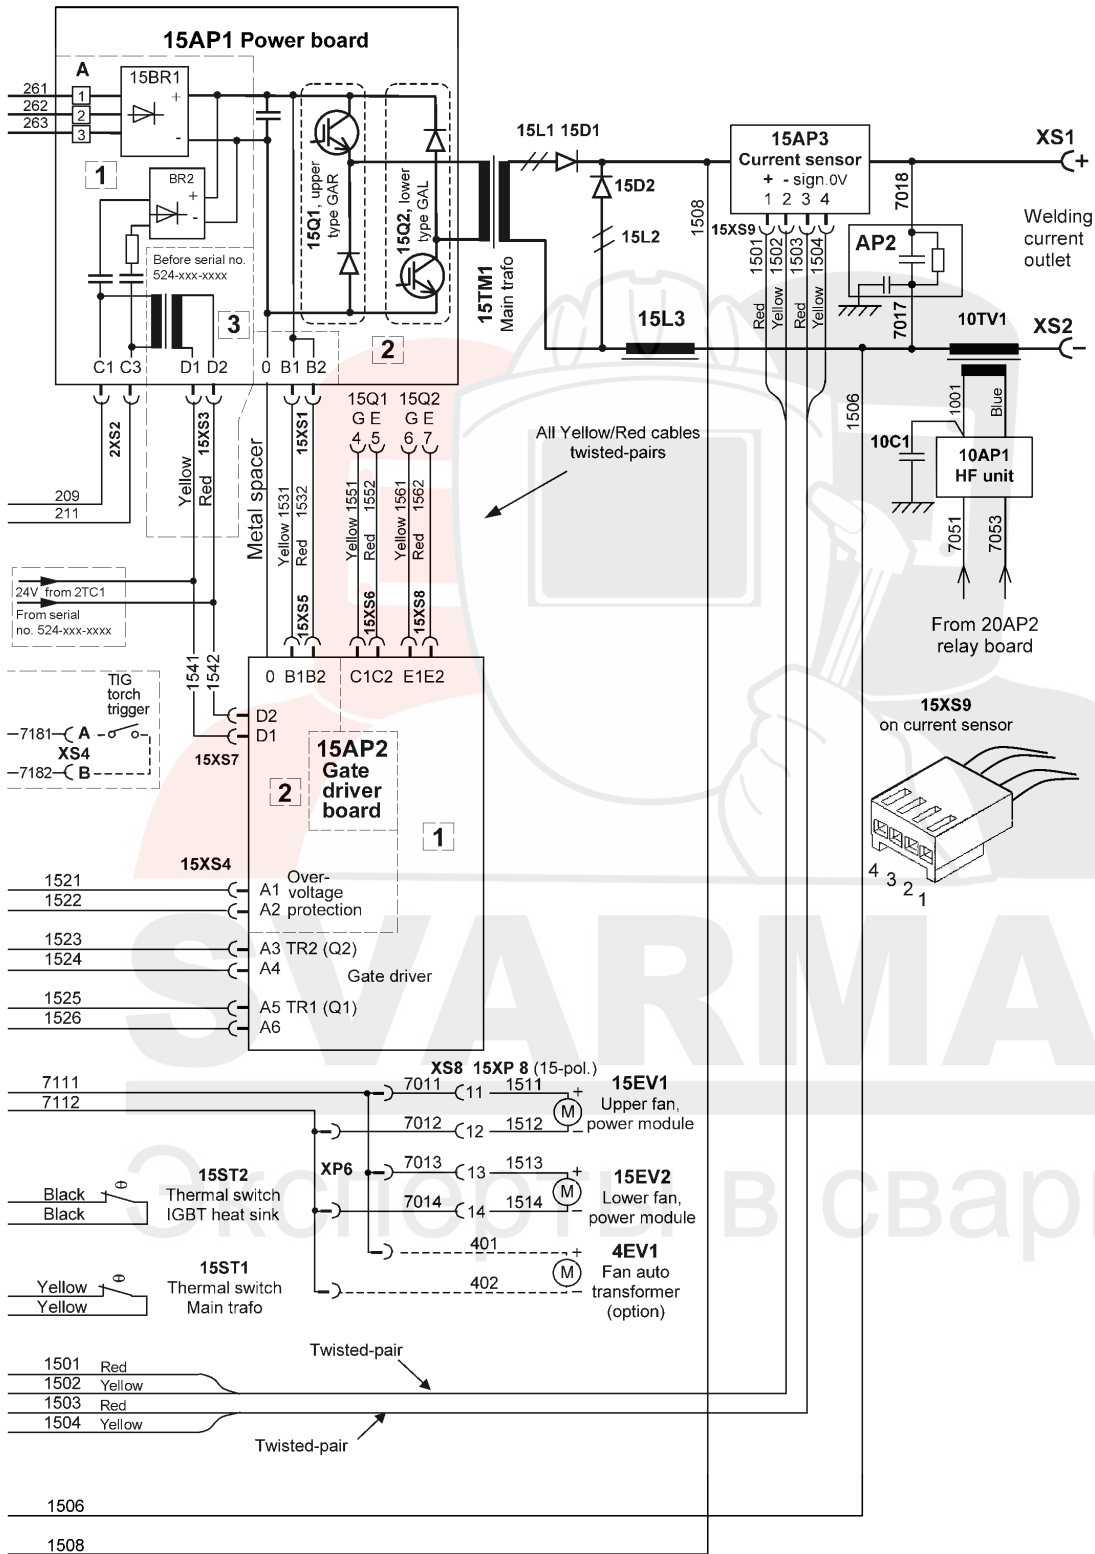 15AP1 Power board
A
15BR1
261
262
263
1
2
3
+
-
1
BR2
+
-
Before serial no.
524-xxx-xxxx
3
15Q1, upper
type GAR
15Q2, lower
type GAL
2
C1 C3 D1 D2 0 B1 B2
15TM1
Main trafo
15L1 15D1
15D2
15L2
15L3
1508
15AP3
Current sensor
+ - sign.0V
1 2 3 4
15XS9
1501
1502
1503
1504
Red
Yellow
Red
Yellow
XS1
+
7018
Welding
current
outlet
AP2
7017
10TV1
XS2
-
1506
1001
Blue
10C1
10AP1
HF unit
7051
7053
From 20AP2
relay board
2XS2
15XS3
Yellow
Red
209
211
Metal spacer
15XS1
Yellow 1531
Red 1532
15XS5
15Q1 15Q2
G E G E
4 5 6 7
Yellow 1551
Red 1552
15XS6
Yellow 1561
Red 1562
15XS8
All Yellow/Red cables
twisted-pairs
24V from 2TC1
From serial
no. 524-xxx-xxxx
1541
1542
TIG
torch
trigger
7181 A
XS4
7182 B
0 B1B2 C1C2 E1E2
D2
D1
15XS7
15AP2
Gate
driver
board
2
1
15XS9
on current sensor
4 3 2 1
15XS4
1521
1522
A1 Over-
voltage
A2 protection
1523
1524
A3 TR2 (Q2)
A4
Gate driver
1525
1526
A5 TR1 (Q1)
A6
XS8 15XP 8 (15-pol.)
7111
7112
7011 11 1511
M
+
-
15EV1
Upper fan,
power module
7012 12 1512
XP6
7013 13 1513
M
+
-
15EV2
Lower fan,
power module
7014 14 1514
401
M
+
-
4EV1
Fan auto
transformer
(option)
402
Black
Black
θ
15ST2
Thermal switch
IGBT heat sink
Yellow
Yellow
θ
15ST1
Thermal switch
Main trafo
Twisted-pair
1501 Red
1502 Yellow
1503 Red
1504 Yellow
Twisted-pair
1506
1508
SVARMA
Эксперты в свар